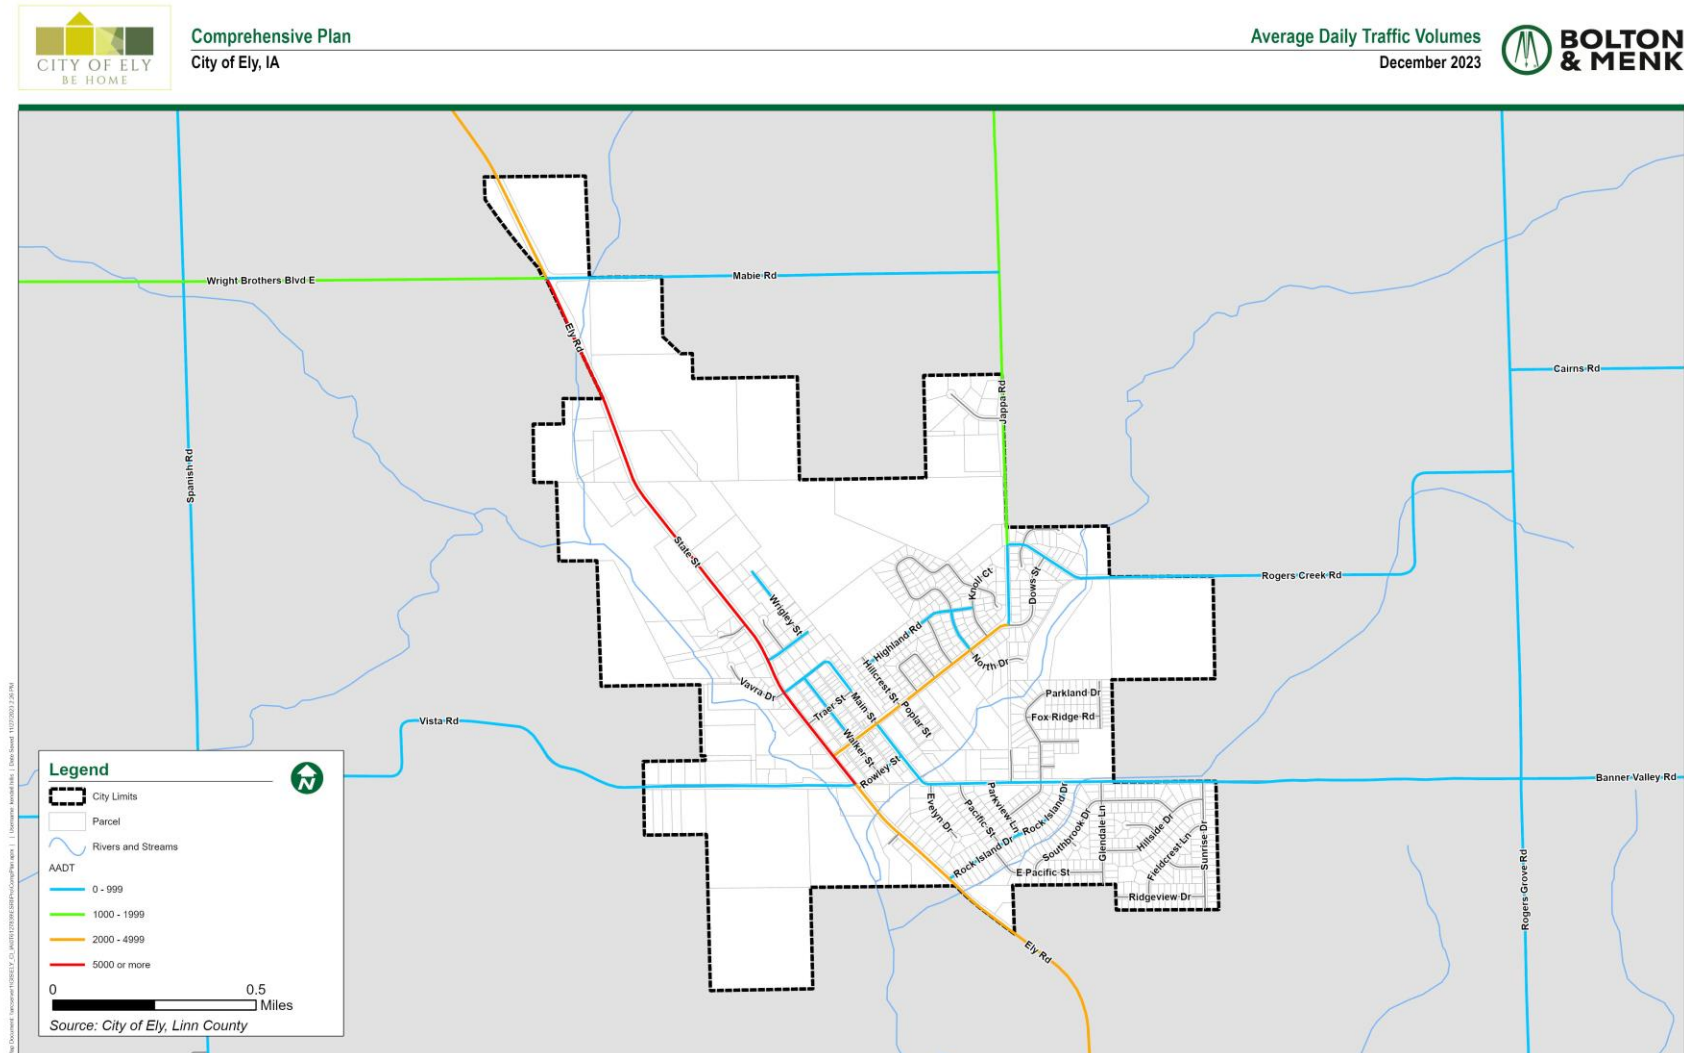 CITY OF ELY
BE HOME
Comprehensive Plan
City of Ely, IA
Average Daily Traffic Volumes
December 2023
BOLTON
& MENK
Wright Brothers Blvd E
Mabie Rd
Ely Rd
Jappa Rd
Cairns Rd
Spanish Rd
State St
Rogers Creek Rd
Knoll Ct
Dows St
Wrigley St
Highland Rd
North Dr
Hillcrest St
Vavra Dr
Traer St
Main St
Poplar St
Parkland Dr
Fox Ridge Rd
Vista Rd
Walker St
Rowley St
Banner Valley Rd
Evelyn Dr
Pacific St
Parkview Ln
Rock Island Dr
Rock Island Dr
Southbrook Dr
Glendale Ln
Hillside Dr
Fieldcrest Ln
Sunrise Dr
E Pacific St
Ridgeview Dr
Rogers Grove Rd
Ely Rd
Legend
N
City Limits
Parcel
Rivers and Streams
AADT
0 - 999
1000 - 1999
2000 - 4999
5000 or more
0 0.5
Miles
Source: City of Ely, Linn County